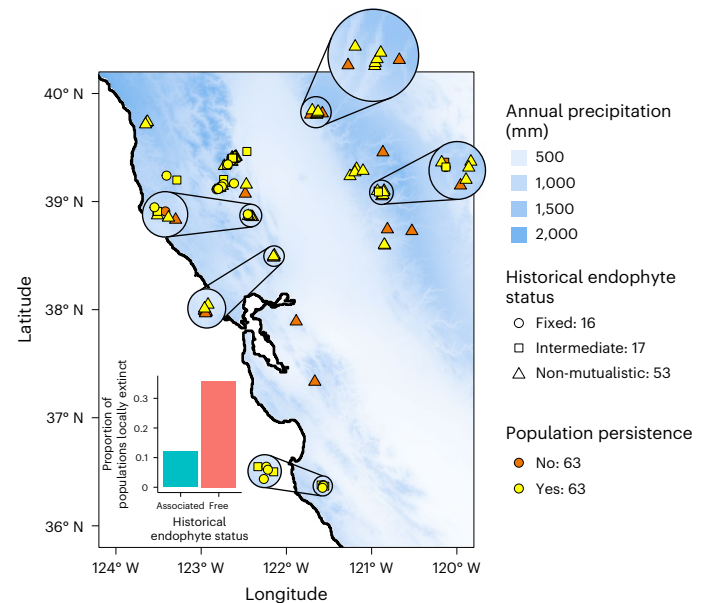 40° N
39° N
38° N
37° N
36° N
Latitude
124° W
123° W
122° W
121° W
120° W
Longitude
Proportion of
populations locally extinct
0.3
0.2
0.1
0
Associated
Free
Historical
endophyte status
Annual precipitation
(mm)
500
1,000
1,500
2,000
Historical endophyte
status
Fixed: 16
Intermediate: 17
Non-mutualistic: 53
Population persistence
No: 63
Yes: 63